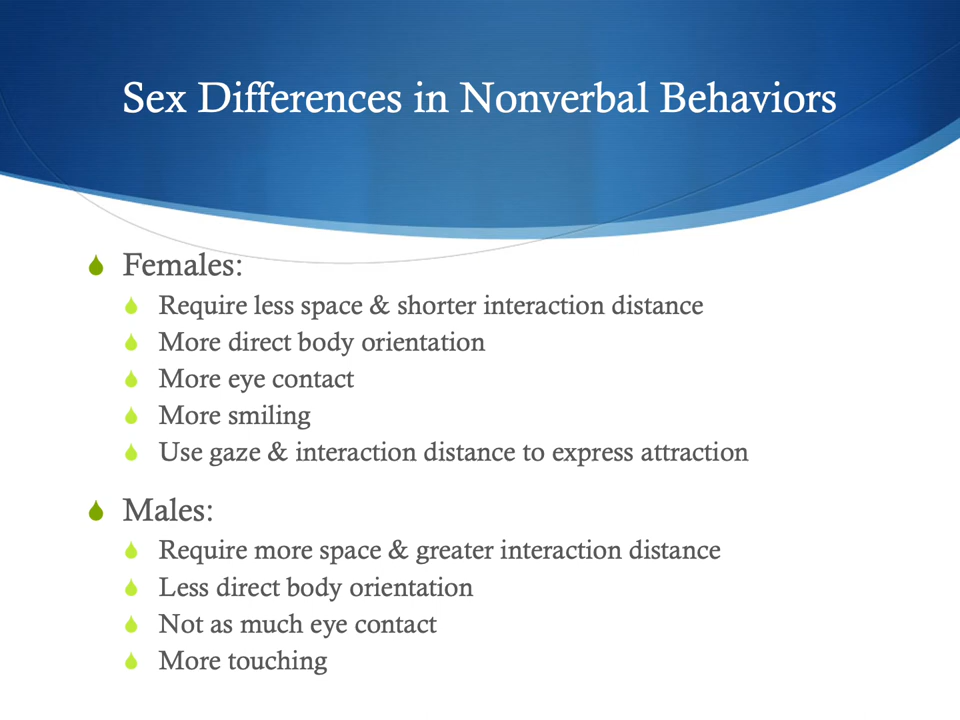 Sex Differences in Nonverbal Behaviors
Females:
Require less space & shorter interaction distance
More direct body orientation
More eye contact
More smiling
Use gaze & interaction distance to express attraction
Males:
Require more space & greater interaction distance
Less direct body orientation
Not as much eye contact
More touching